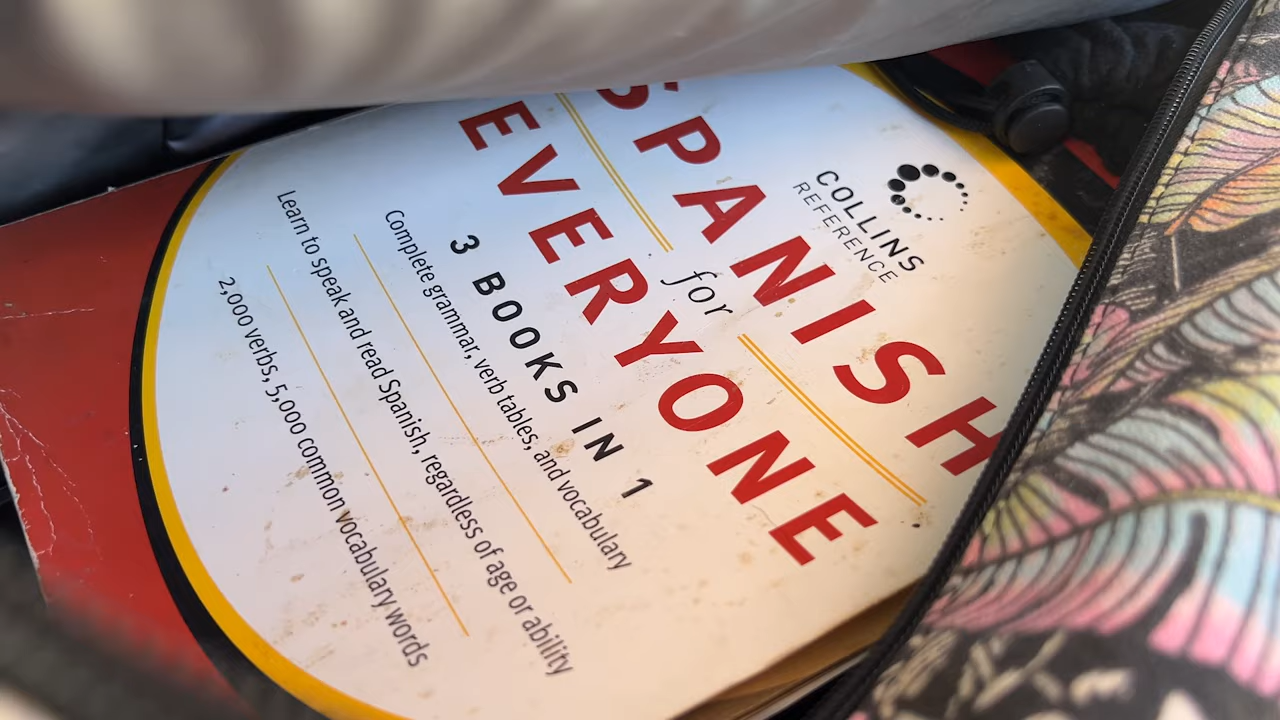 COLLINS
REFERENCE
SPANISH
for
EVERYONE
3 BOOKS IN 1
Complete grammar, verb tables, and vocabulary
Learn to speak and read Spanish, regardless of age or ability
2,000 verbs, 5,000 common vocabulary words